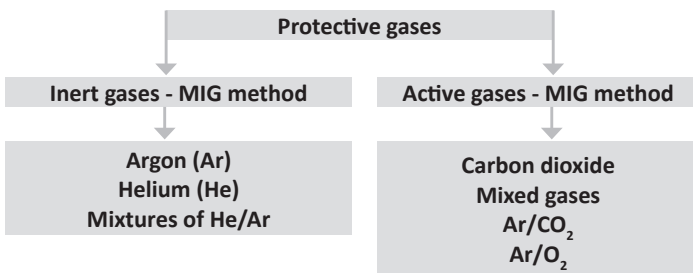 Protective gases
Inert gases - MIG method
Active gases - MIG method
Argon (Ar)
Helium (He)
Mixtures of He/Ar
Carbon dioxide
Mixed gases
Ar/CO₂
Ar/O₂